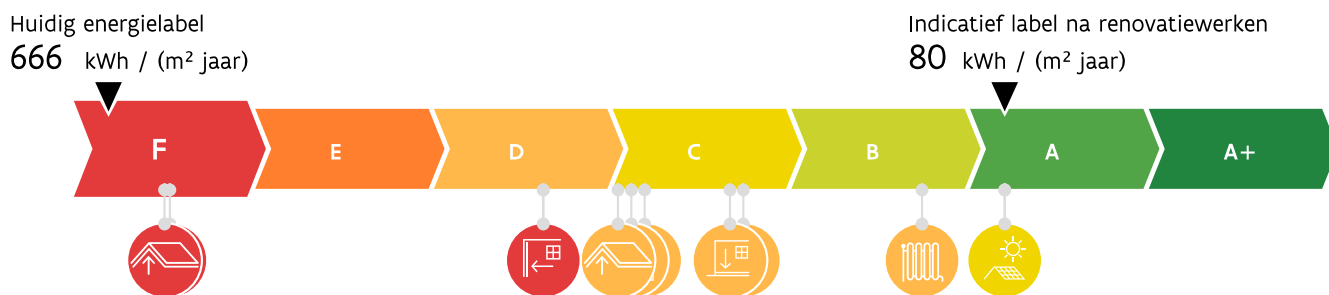 Huidig energielabel
666 kWh / (m² jaar)
Indicatief label na renovatiewerken
80 kWh / (m² jaar)
F E D C B A A+